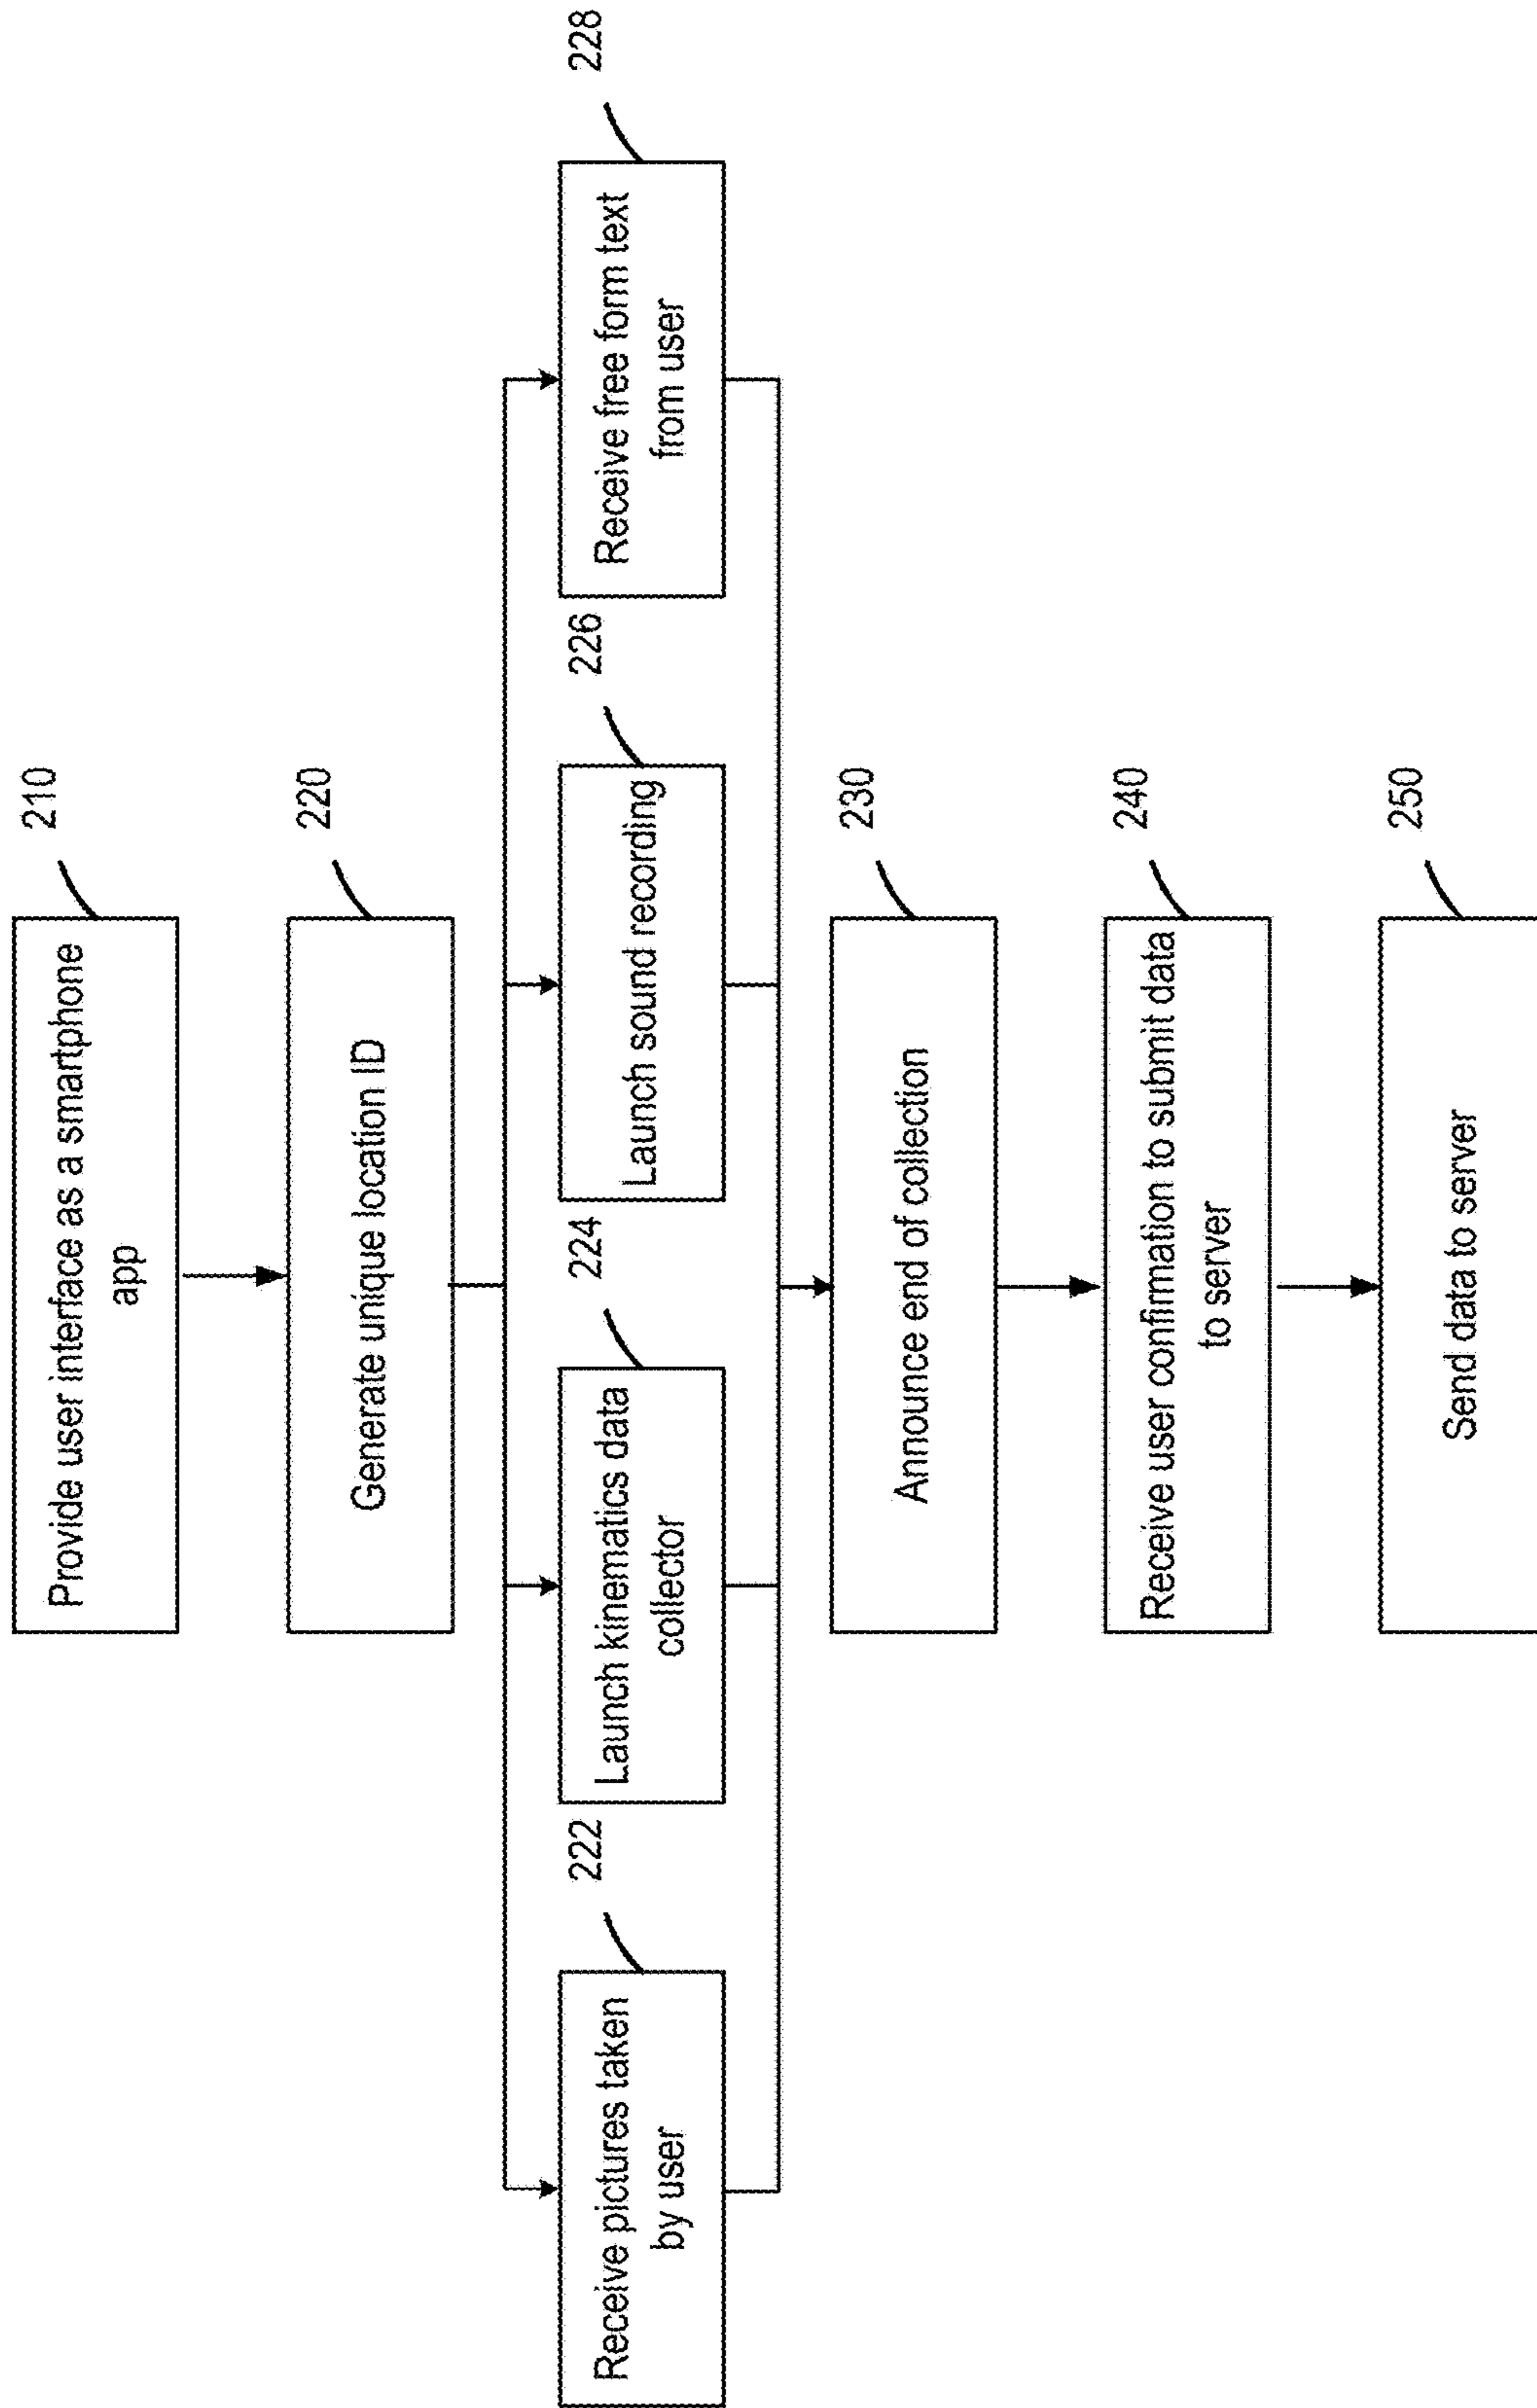 210
Provide user interface as a smartphone
app
220
Generate unique location ID
222
Receive pictures taken
by user
224
Launch kinematics data
collector
226
Launch sound recording
228
Receive free form text
from user
230
Announce end of collection
240
Receive user confirmation to submit data
to server
250
Send data to server